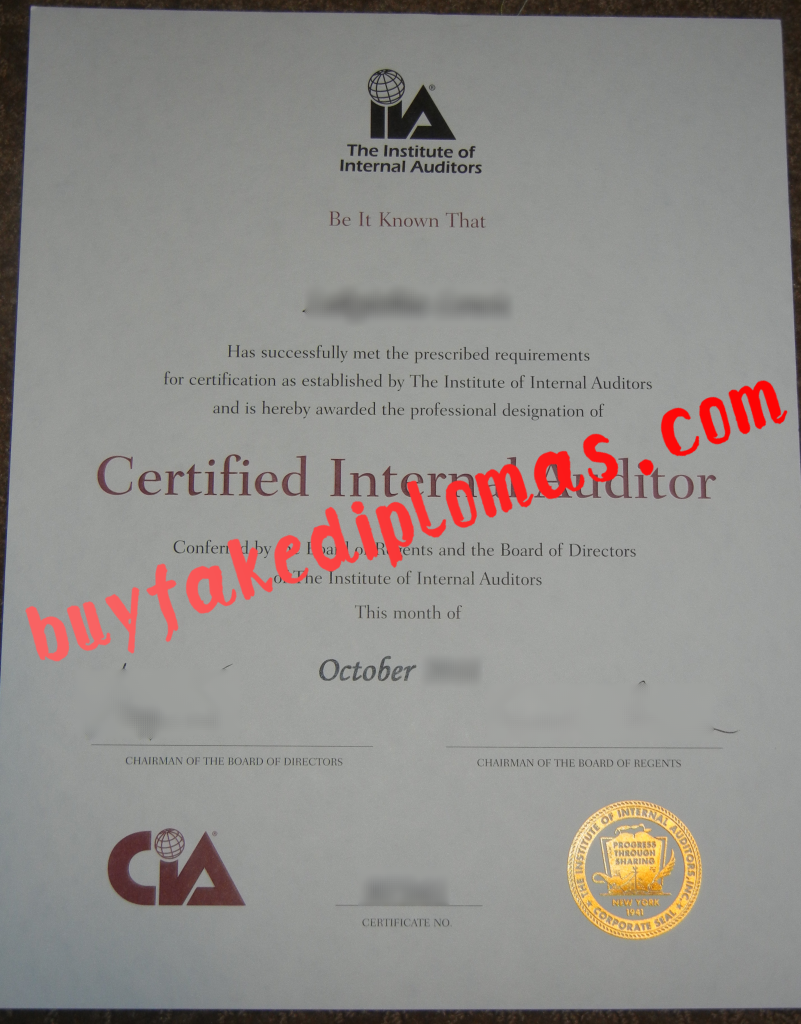 IIA®
The Institute of
Internal Auditors
Be It Known That
Has successfully met the prescribed requirements
for certification as established by The Institute of Internal Auditors
and is hereby awarded the professional designation of
Certified Internal Auditor
buyfakediplomas.com
Conferred by the Board of Regents and the Board of Directors
of The Institute of Internal Auditors
This month of
October
CHAIRMAN OF THE BOARD OF DIRECTORS
CHAIRMAN OF THE BOARD OF REGENTS
CIA®
CERTIFICATE NO.
THE INSTITUTE OF INTERNAL AUDITORS, INC.
PROGRESS
THROUGH
SHARING
NEW YORK
1941
CORPORATE SEAL